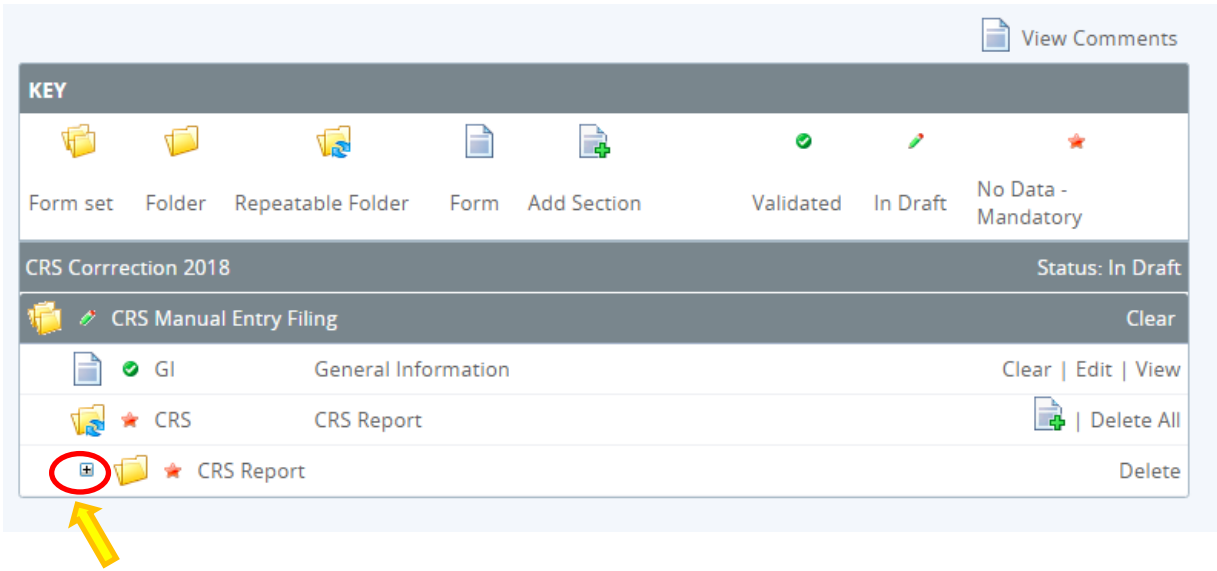 View Comments
KEY
Form set Folder Repeatable Folder Form Add Section Validated In Draft No Data -
Mandatory
CRS Corrrection 2018 Status: In Draft
CRS Manual Entry Filing Clear
GI General Information Clear | Edit | View
CRS CRS Report | Delete All
CRS Report Delete